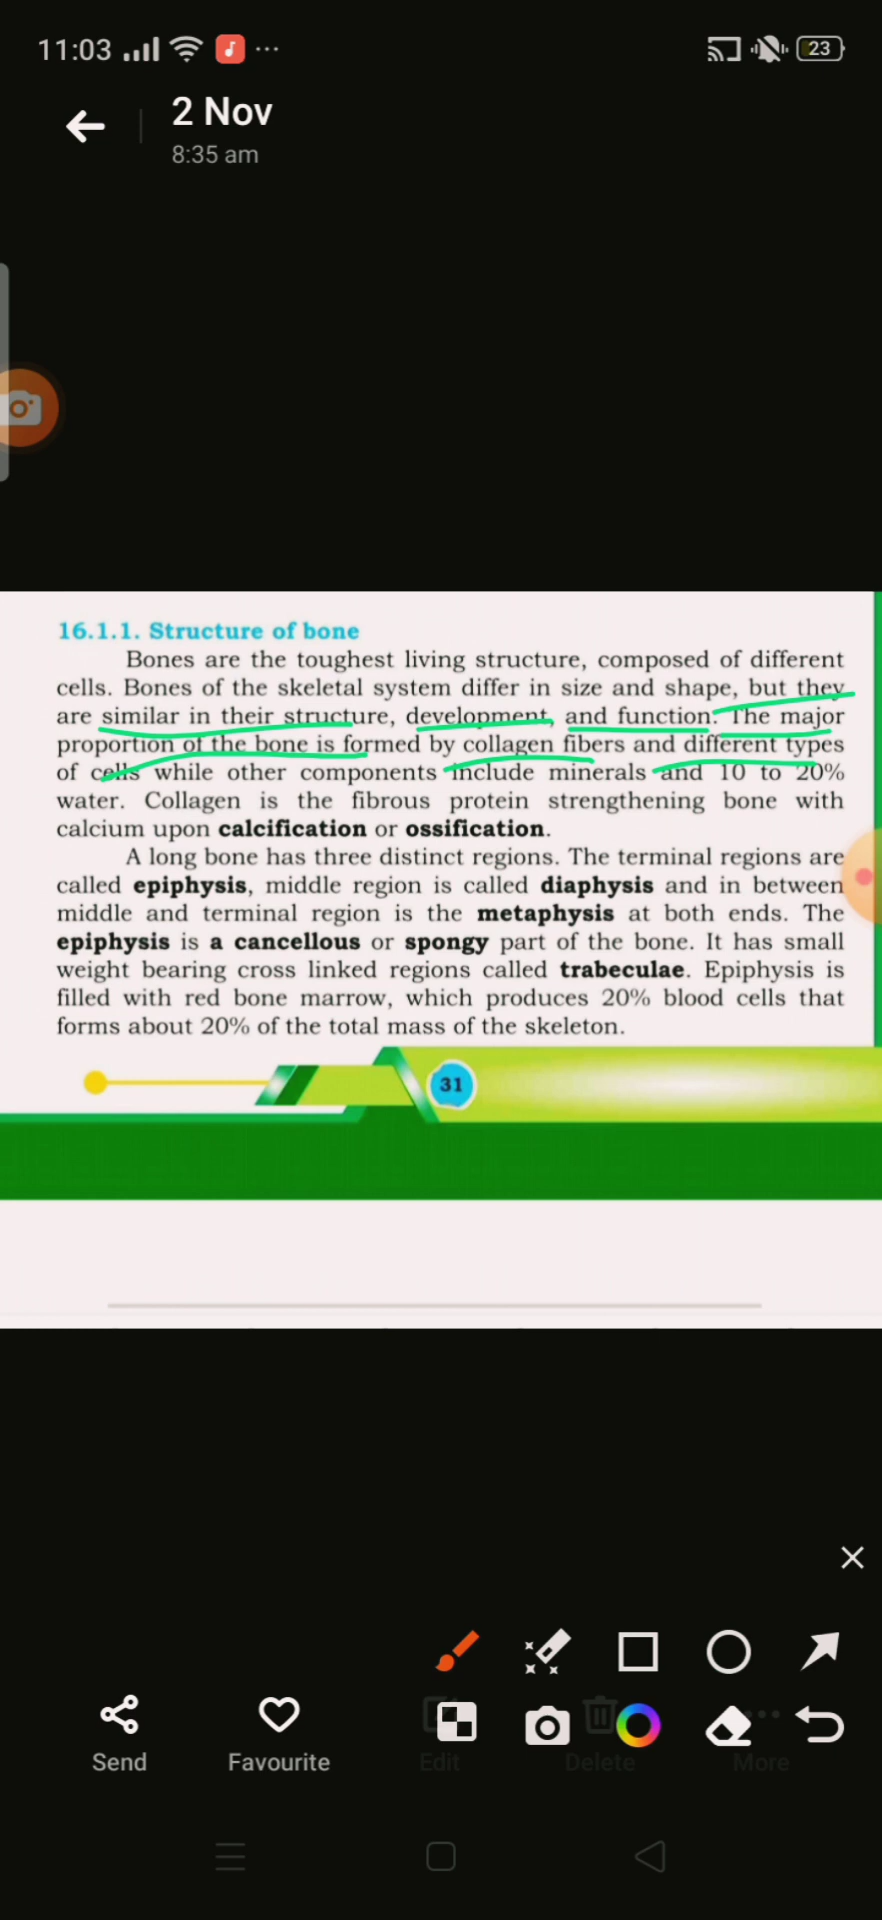 11:03
23
2 Nov
8:35 am
16.1.1. Structure of bone
Bones are the toughest living structure, composed of different
cells. Bones of the skeletal system differ in size and shape, but they
are similar in their structure, development, and function. The major
proportion of the bone is formed by collagen fibers and different types
of cells while other components include minerals and 10 to 20%
water. Collagen is the fibrous protein strengthening bone with
calcium upon calcification or ossification.
A long bone has three distinct regions. The terminal regions are
called epiphysis, middle region is called diaphysis and in between
middle and terminal region is the metaphysis at both ends. The
epiphysis is a cancellous or spongy part of the bone. It has small
weight bearing cross linked regions called trabeculae. Epiphysis is
filled with red bone marrow, which produces 20% blood cells that
forms about 20% of the total mass of the skeleton.
31
Send Favourite Edit Delete More